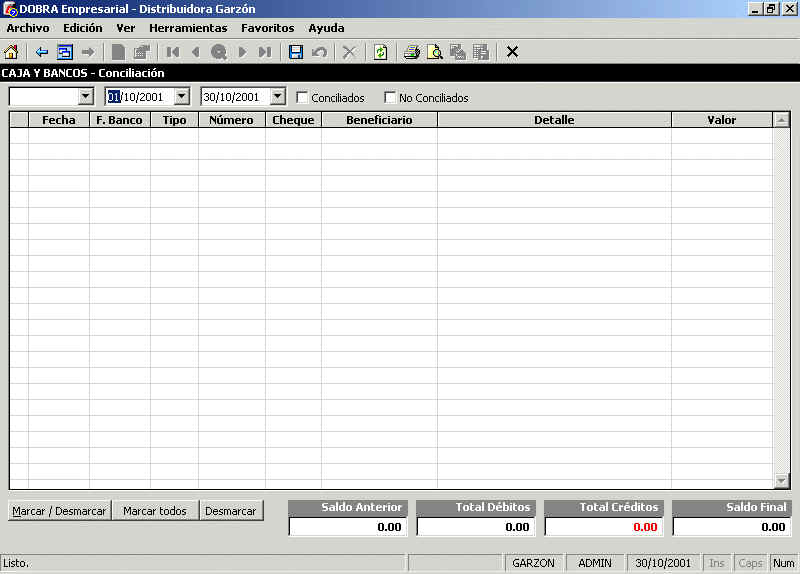 DOBRA Empresarial - Distribuidora Garzón
Archivo Edición Ver Herramientas Favoritos Ayuda
CAJA Y BANCOS - Conciliación
01/10/2001 30/10/2001 Conciliados No Conciliados
Fecha F. Banco Tipo Número Cheque Beneficiario Detalle Valor
Marcar / Desmarcar Marcar todos Desmarcar
Saldo Anterior Total Débitos Total Créditos Saldo Final
0.00 0.00 0.00 0.00
Listo. GARZON ADMIN 30/10/2001 Ins Caps Num